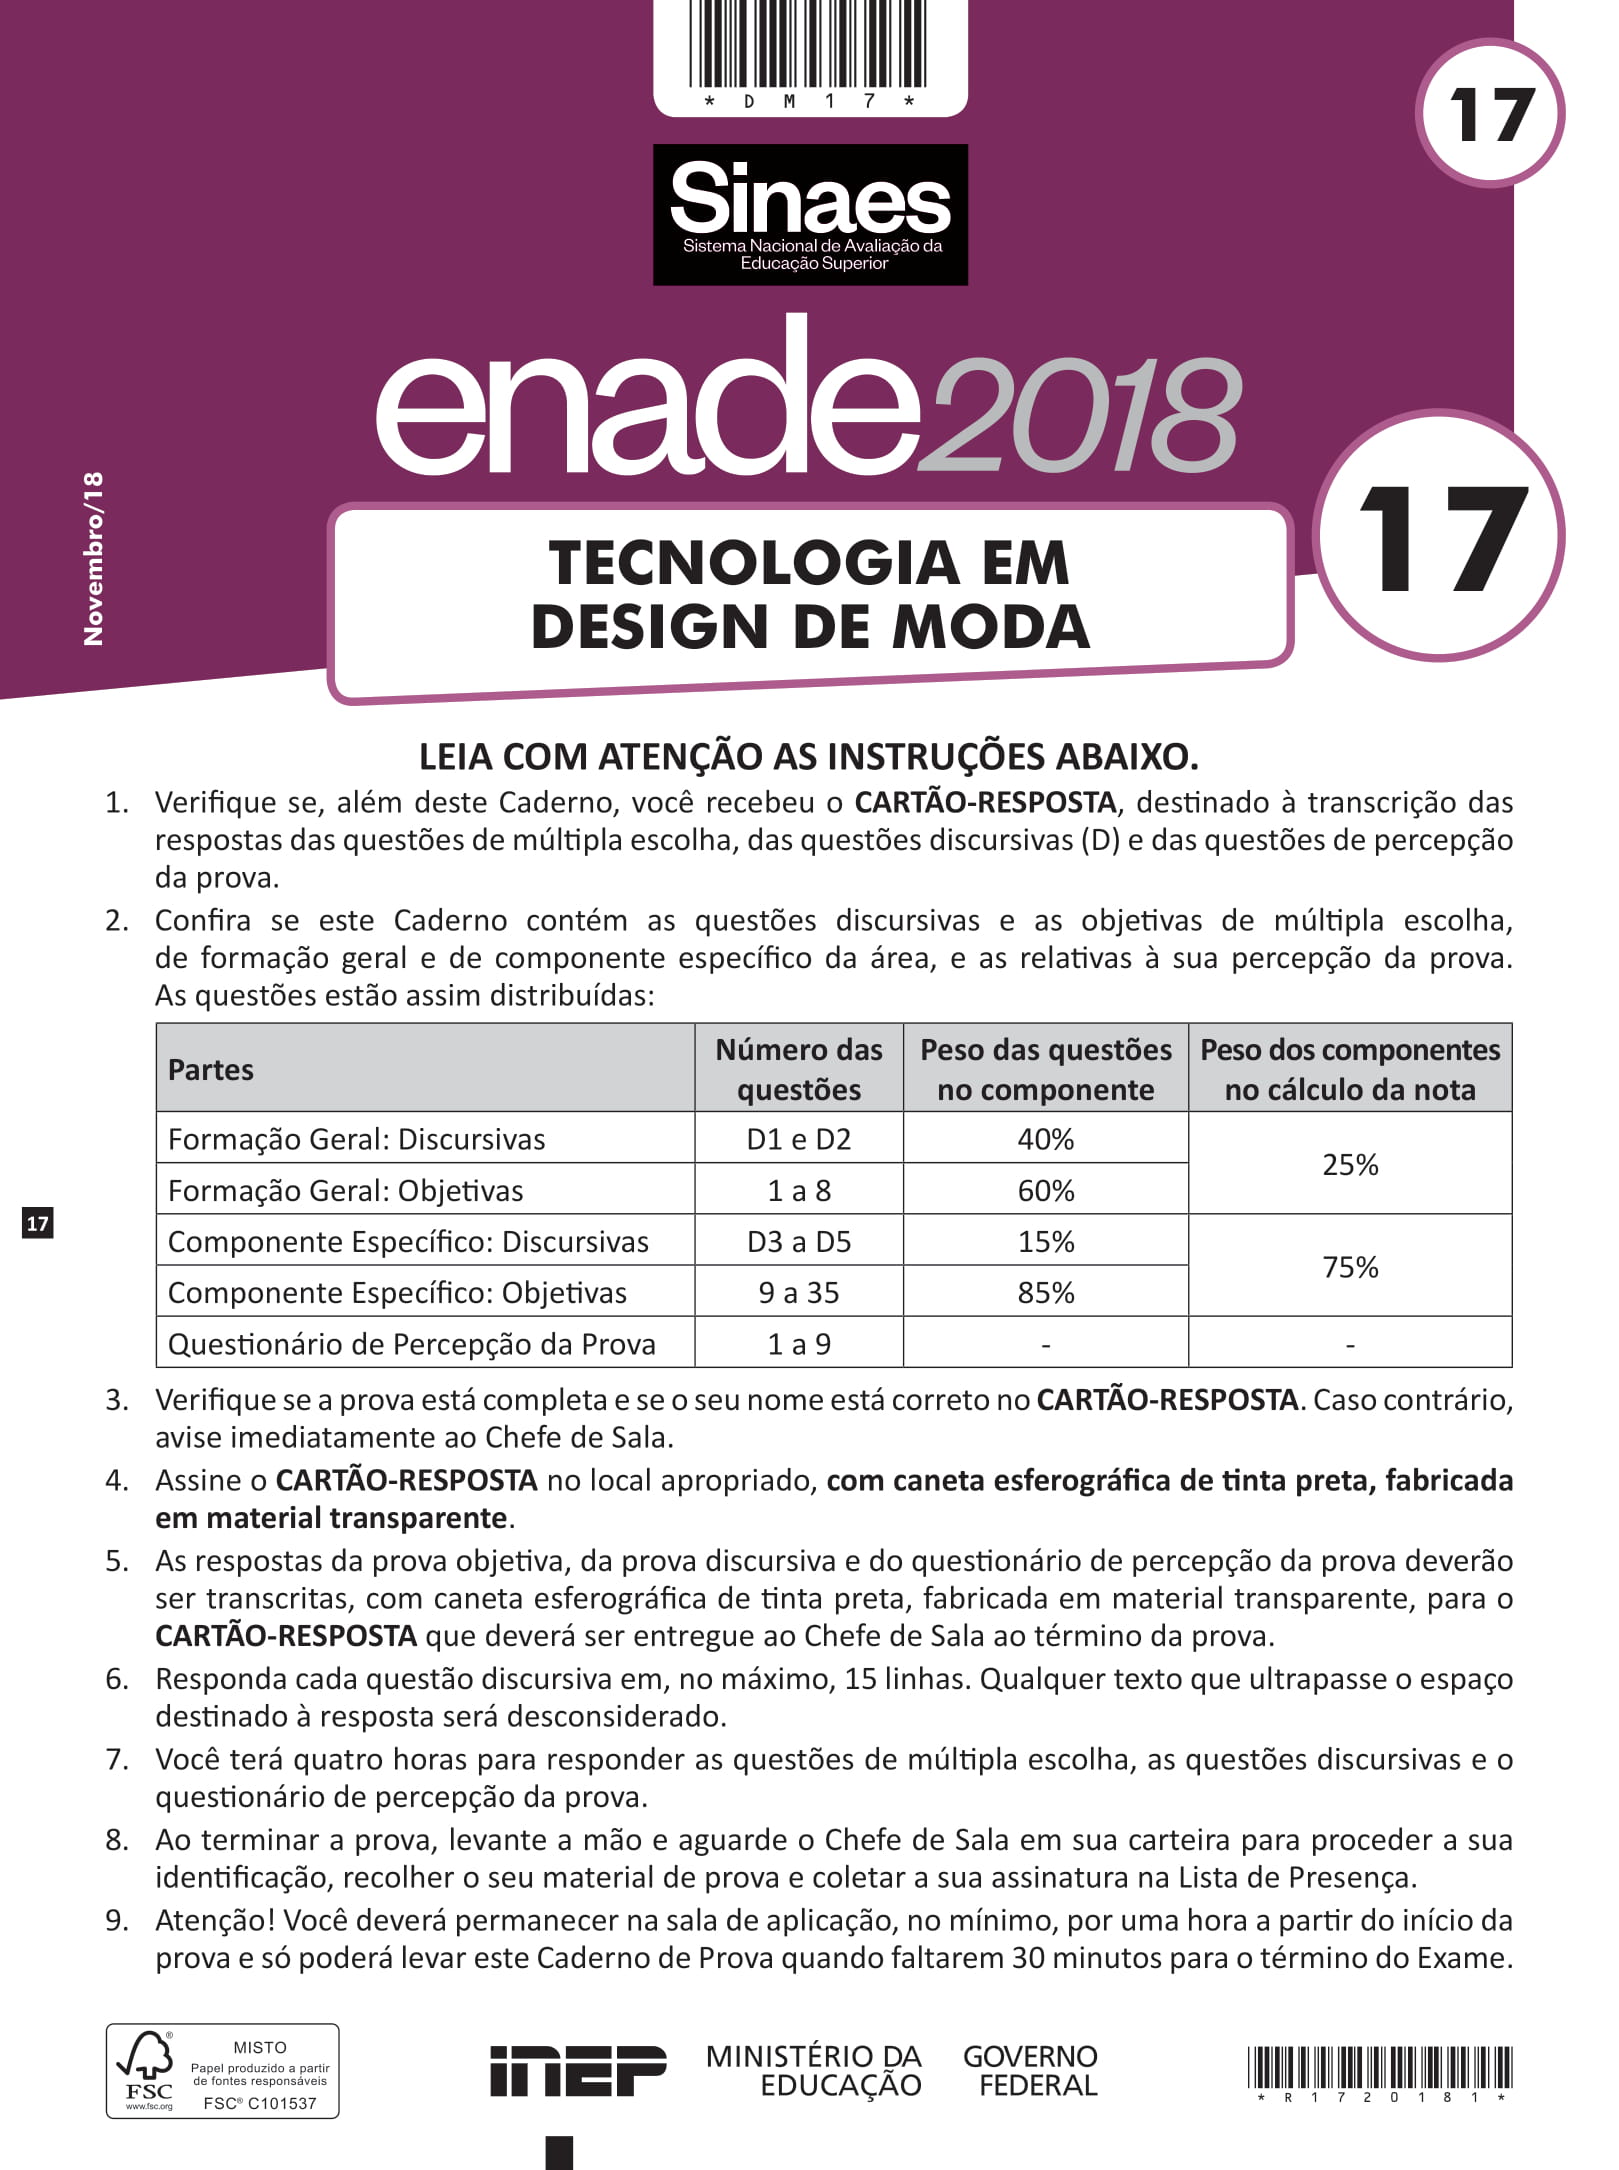 * D M 1 7 *
17
Sinaes
Sistema Nacional de Avaliação da
Educação Superior
enade2018
Novembro/18
17
TECNOLOGIA EM
DESIGN DE MODA
LEIA COM ATENÇÃO AS INSTRUÇÕES ABAIXO.
1. Verifique se, além deste Caderno, você recebeu o CARTÃO-RESPOSTA, destinado à transcrição das
respostas das questões de múltipla escolha, das questões discursivas (D) e das questões de percepção
da prova.
2. Confira se este Caderno contém as questões discursivas e as objetivas de múltipla escolha,
de formação geral e de componente específico da área, e as relativas à sua percepção da prova.
As questões estão assim distribuídas:
Partes Número das questões Peso das questões no componente Peso dos componentes no cálculo da nota
Formação Geral: Discursivas D1 e D2 40% 25%
Formação Geral: Objetivas 1 a 8 60%
Componente Específico: Discursivas D3 a D5 15% 75%
Componente Específico: Objetivas 9 a 35 85%
Questionário de Percepção da Prova 1 a 9 - -
17
3. Verifique se a prova está completa e se o seu nome está correto no CARTÃO-RESPOSTA. Caso contrário,
avise imediatamente ao Chefe de Sala.
4. Assine o CARTÃO-RESPOSTA no local apropriado, com caneta esferográfica de tinta preta, fabricada
em material transparente.
5. As respostas da prova objetiva, da prova discursiva e do questionário de percepção da prova deverão
ser transcritas, com caneta esferográfica de tinta preta, fabricada em material transparente, para o
CARTÃO-RESPOSTA que deverá ser entregue ao Chefe de Sala ao término da prova.
6. Responda cada questão discursiva em, no máximo, 15 linhas. Qualquer texto que ultrapasse o espaço
destinado à resposta será desconsiderado.
7. Você terá quatro horas para responder as questões de múltipla escolha, as questões discursivas e o
questionário de percepção da prova.
8. Ao terminar a prova, levante a mão e aguarde o Chefe de Sala em sua carteira para proceder a sua
identificação, recolher o seu material de prova e coletar a sua assinatura na Lista de Presença.
9. Atenção! Você deverá permanecer na sala de aplicação, no mínimo, por uma hora a partir do início da
prova e só poderá levar este Caderno de Prova quando faltarem 30 minutos para o término do Exame.
®
FSC
www.fsc.org
MISTO
Papel produzido a partir
de fontes responsáveis
FSC® C101537
INEP
MINISTÉRIO DA
EDUCAÇÃO
GOVERNO
FEDERAL
* R 1 7 2 0 1 8 1 *